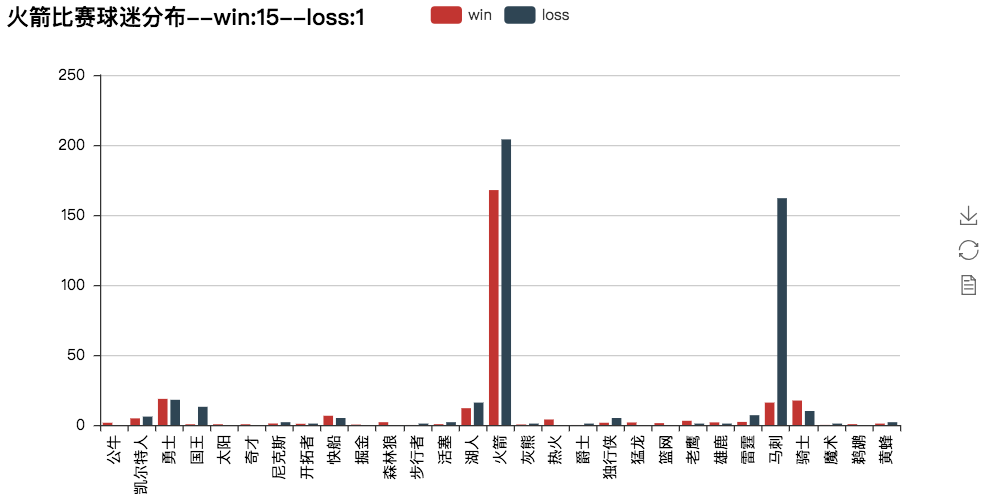 火箭比赛球迷分布--win:15--loss:1
win
loss
250
200
150
100
50
0
公牛
凯尔特人
勇士
国王
太阳
奇才
尼克斯
开拓者
快船
掘金
森林狼
步行者
活塞
湖人
火箭
灰熊
热火
爵士
独行侠
猛龙
篮网
老鹰
雄鹿
雷霆
马刺
骑士
魔术
鹈鹕
黄蜂